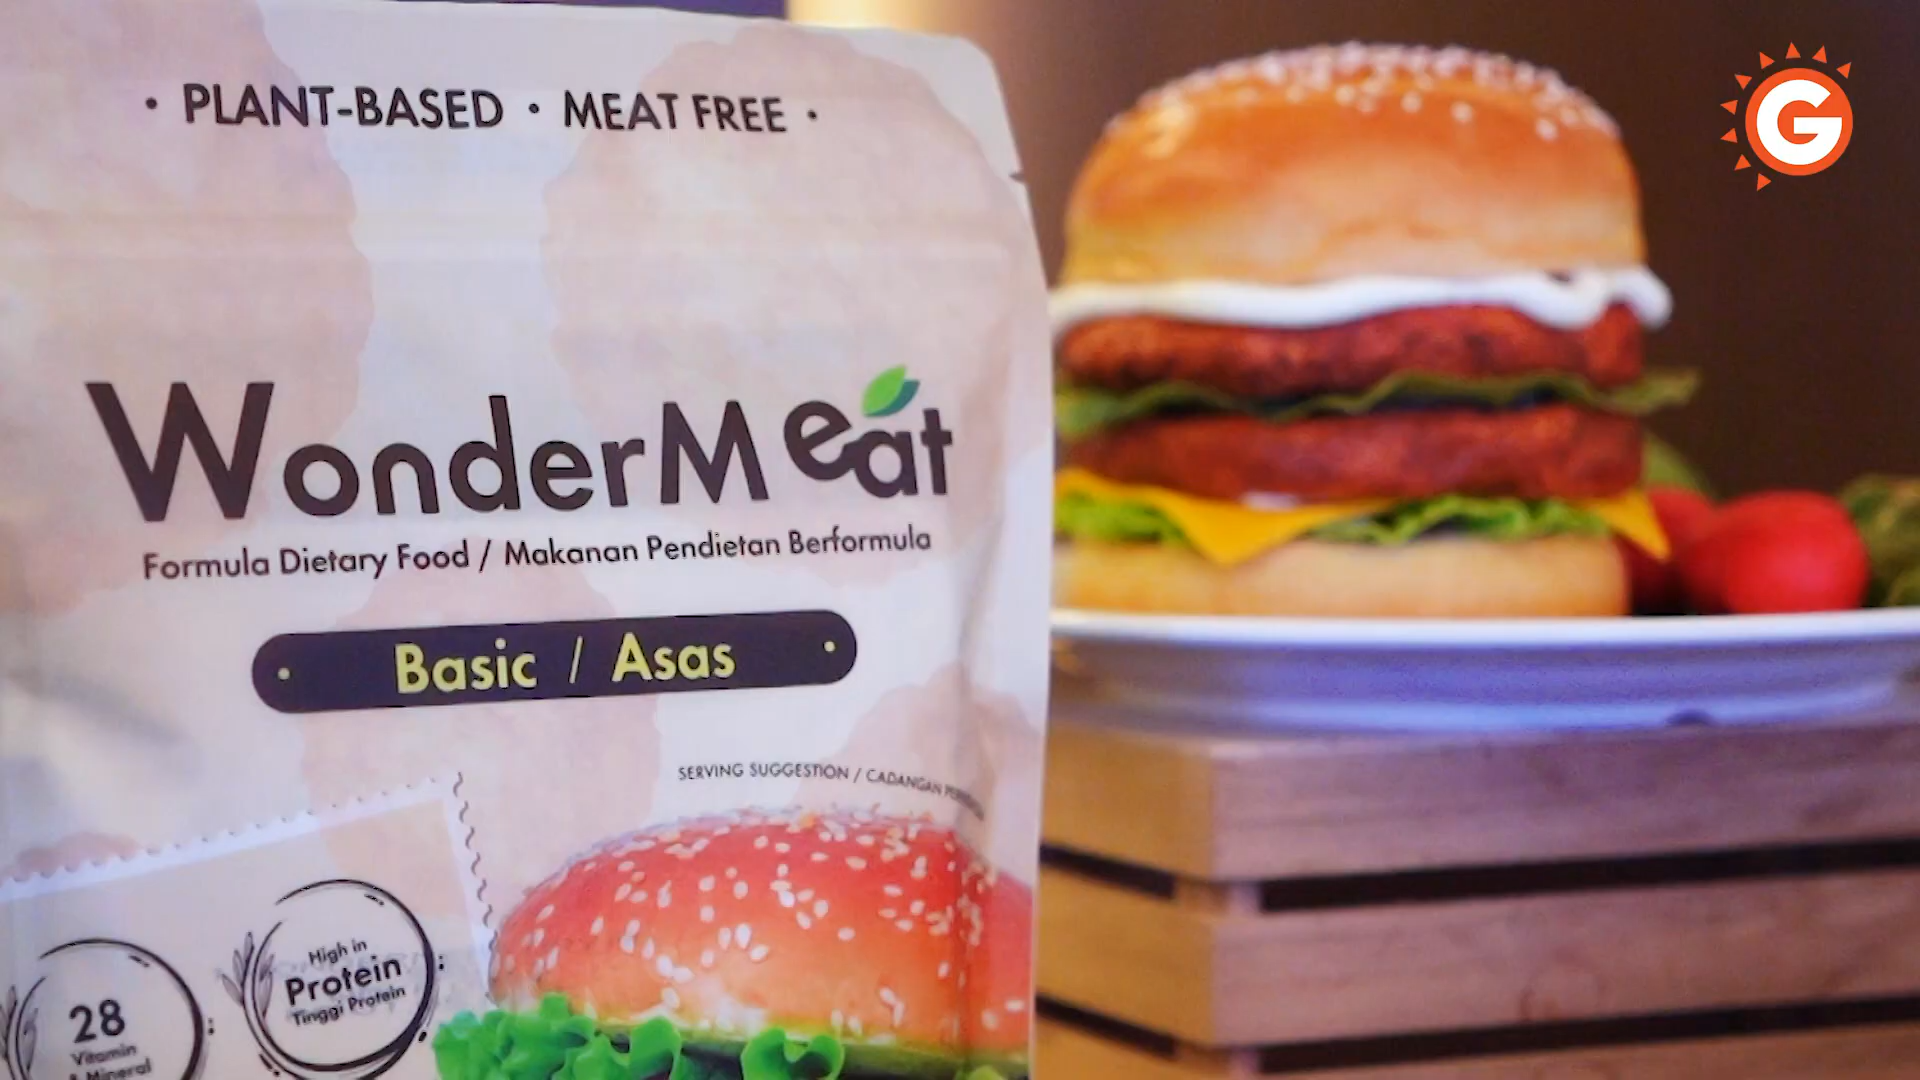 • PLANT-BASED • MEAT FREE •
WonderMeat
Formula Dietary Food / Makanan Pendietan Berformula
• Basic / Asas •
SERVING SUGGESTION / CADANGAN
High in
Protein
Tinggi Protein
28
Vitamin
& Mineral
G